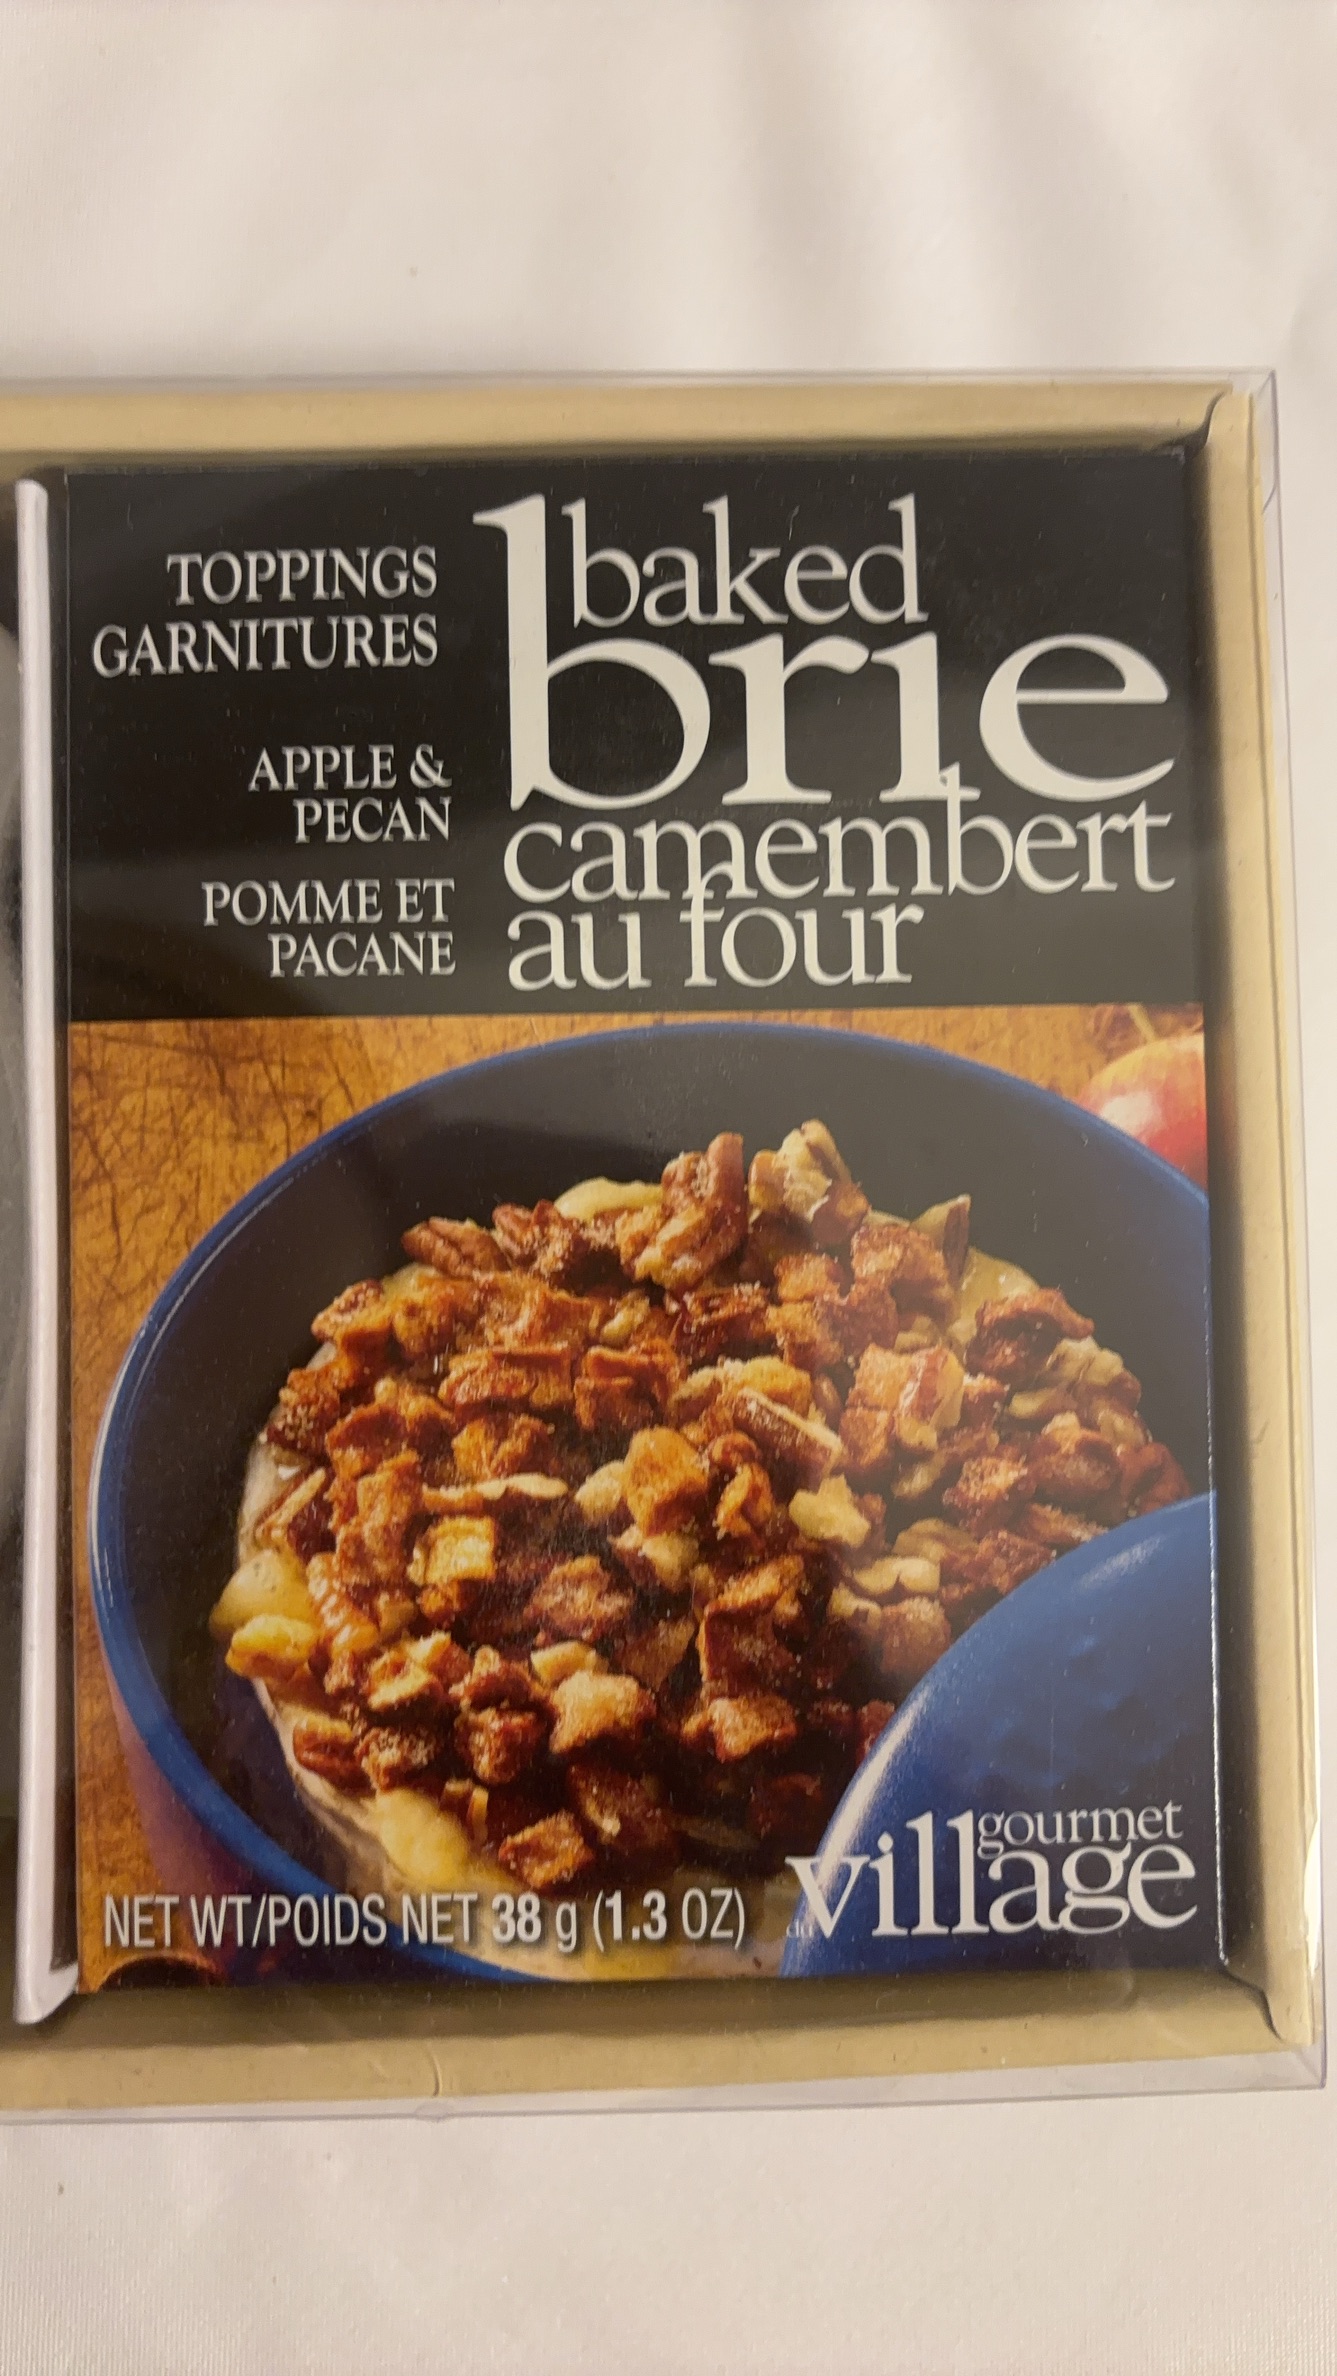 TOPPINGS
GARNITURES
APPLE &
PECAN
POMME ET
PACANE
baked
brie
camembert
au four
NET WT/POIDS NET 38 g (1.3 OZ)
gourmet
du village